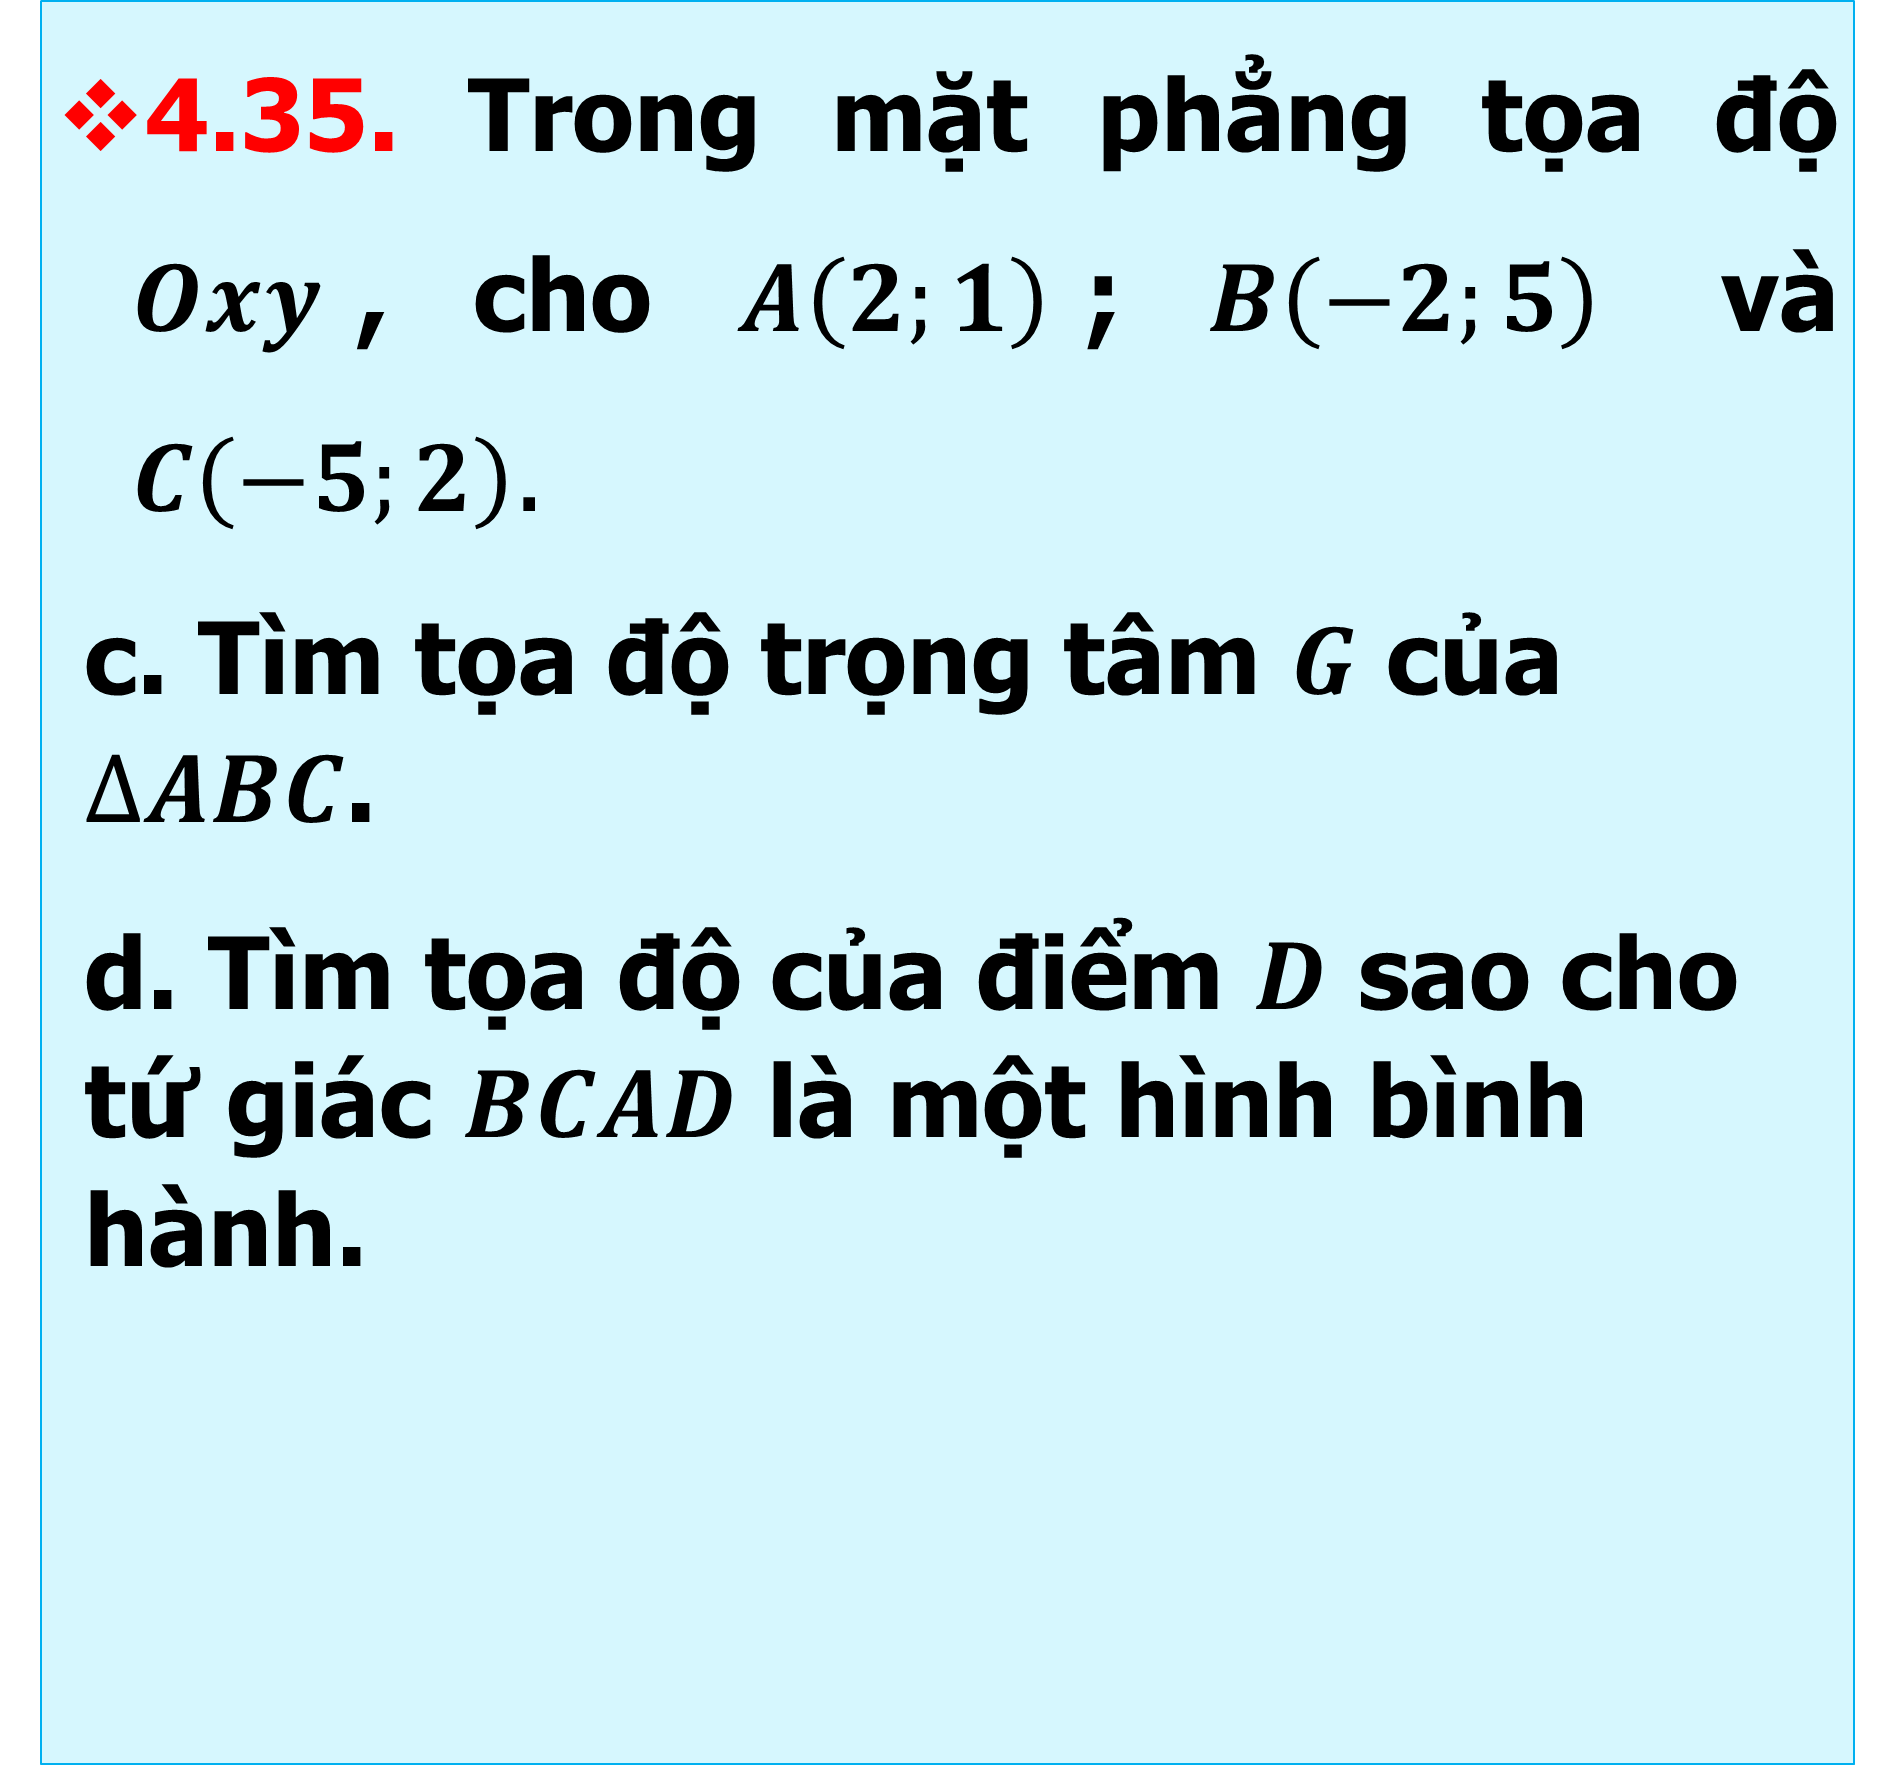 ❖4.35. Trong mặt phẳng tọa độ
Oxy, cho A(2; 1); B(−2; 5) và
C(−5; 2).
c. Tìm tọa độ trọng tâm G của
ΔABC.
d. Tìm tọa độ của điểm D sao cho
tứ giác BCAD là một hình bình
hành.